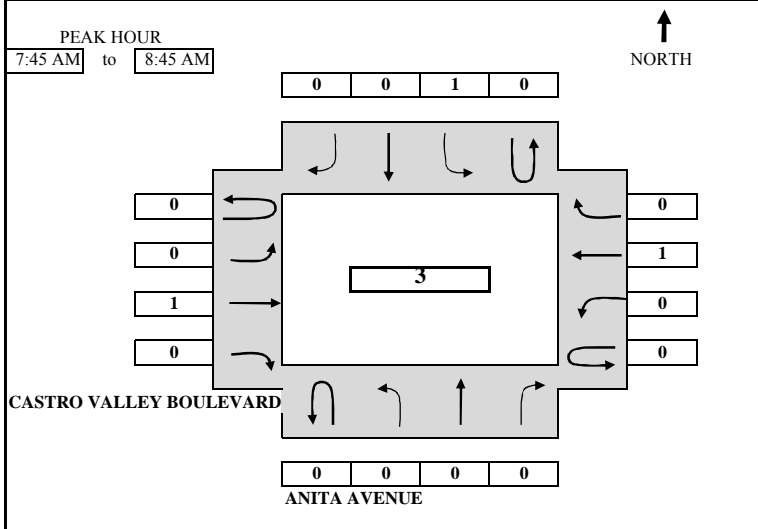 PEAK HOUR
7:45 AM to 8:45 AM
NORTH
0 0 1 0
0 0
0 1
3
1 0
0 0
CASTRO VALLEY BOULEVARD
0 0 0 0
ANITA AVENUE